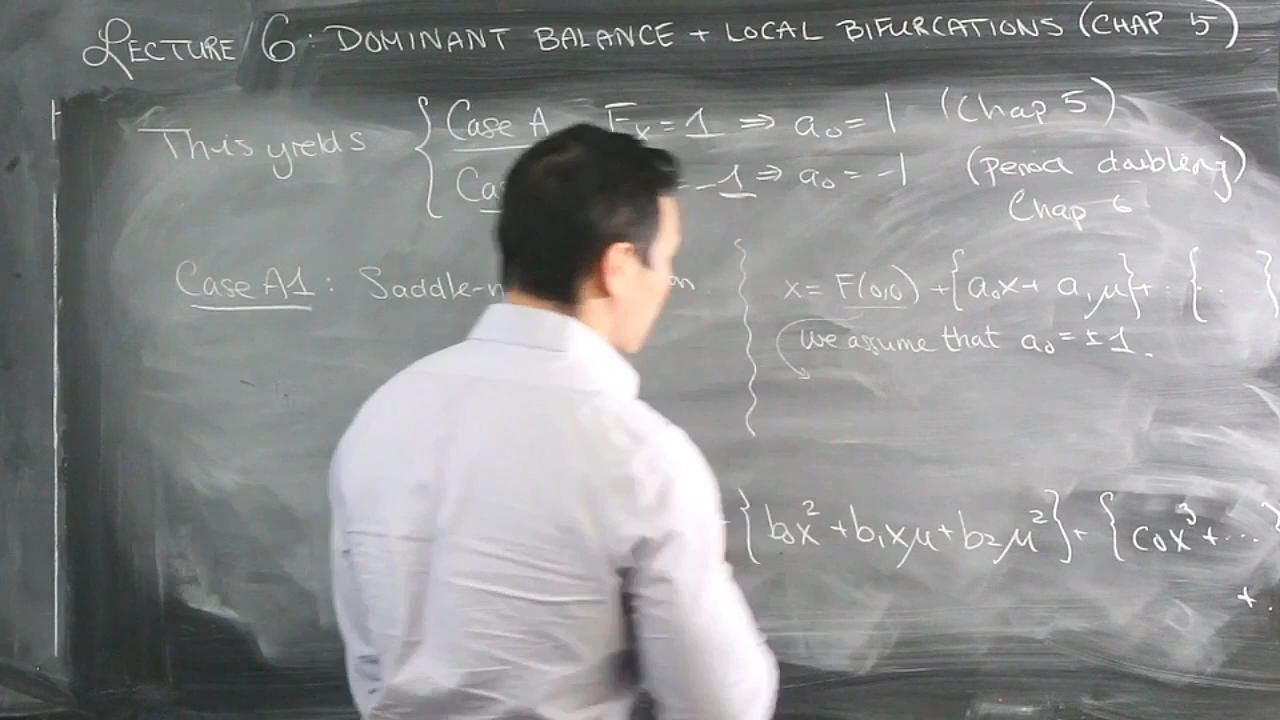 LECTURE 6: DOMINANT BALANCE + LOCAL BIFURCATIONS (CHAP 5)
This yields { Case A Fx = 1 ⇒ a₀ = 1 (Chap 5)
= -1 ⇒ a₀ = -1 (period doubling)
Chap 6
Case A1: Saddle-n
x = F(0,0) + {a₀x + a₁μ} + { ... }
we assume that a₀ = ±1.
+ {b₀x² + b₁xμ + b₂μ²} + {c₀x³ + ...}
+ .